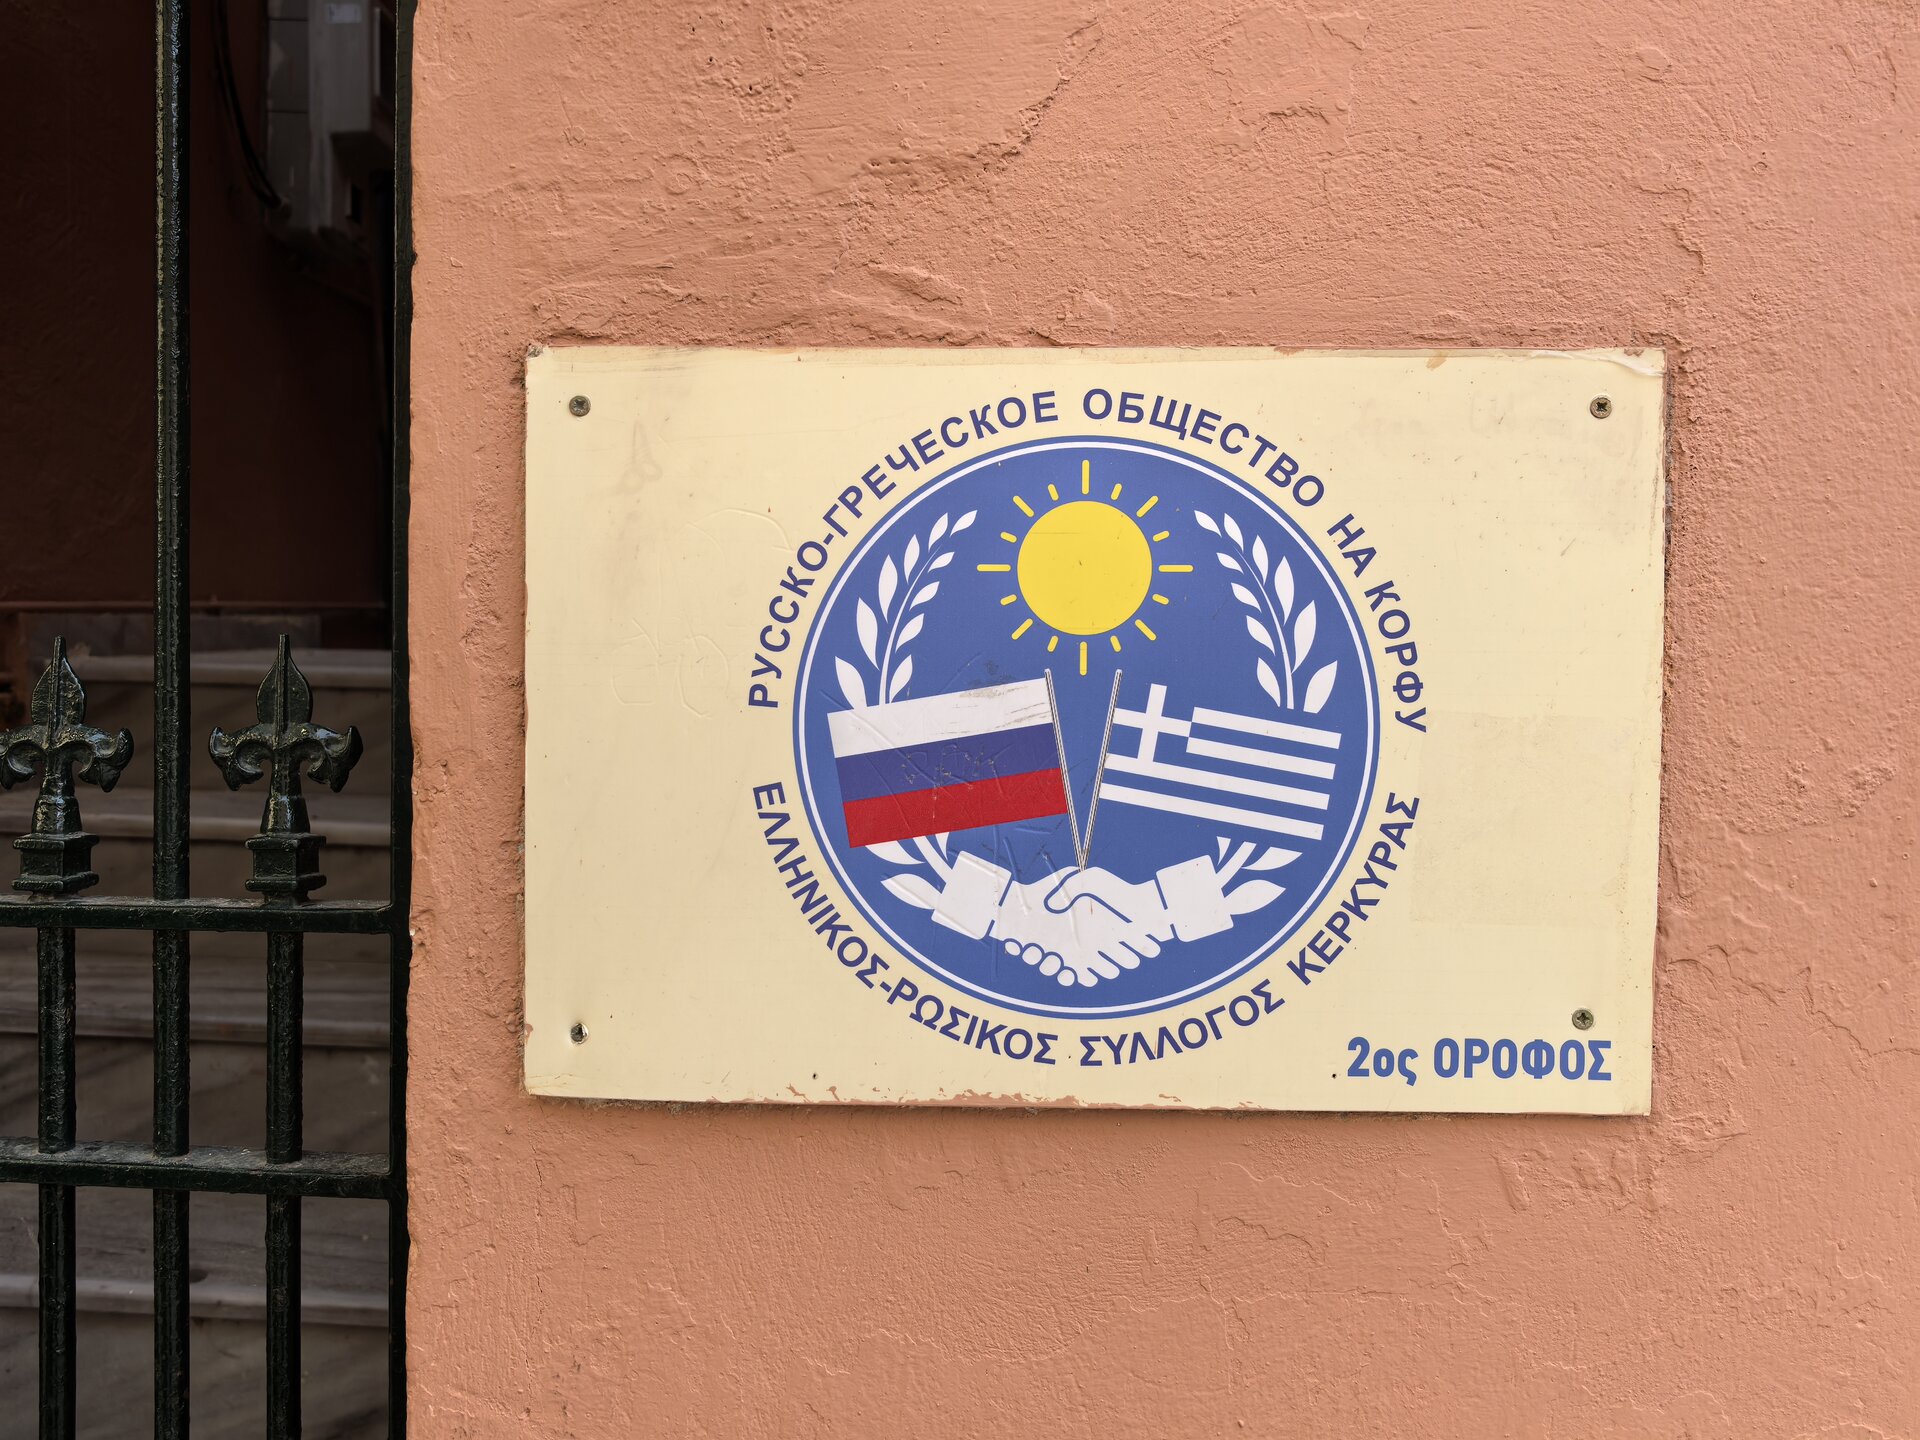 РУССКО-ГРЕЧЕСКОЕ ОБЩЕСТВО НА КОРФУ
ΕΛΛΗΝΙΚΟΣ-ΡΩΣΙΚΟΣ ΣΥΛΛΟΓΟΣ ΚΕΡΚΥΡΑΣ
2ος ΟΡΟΦΟΣ